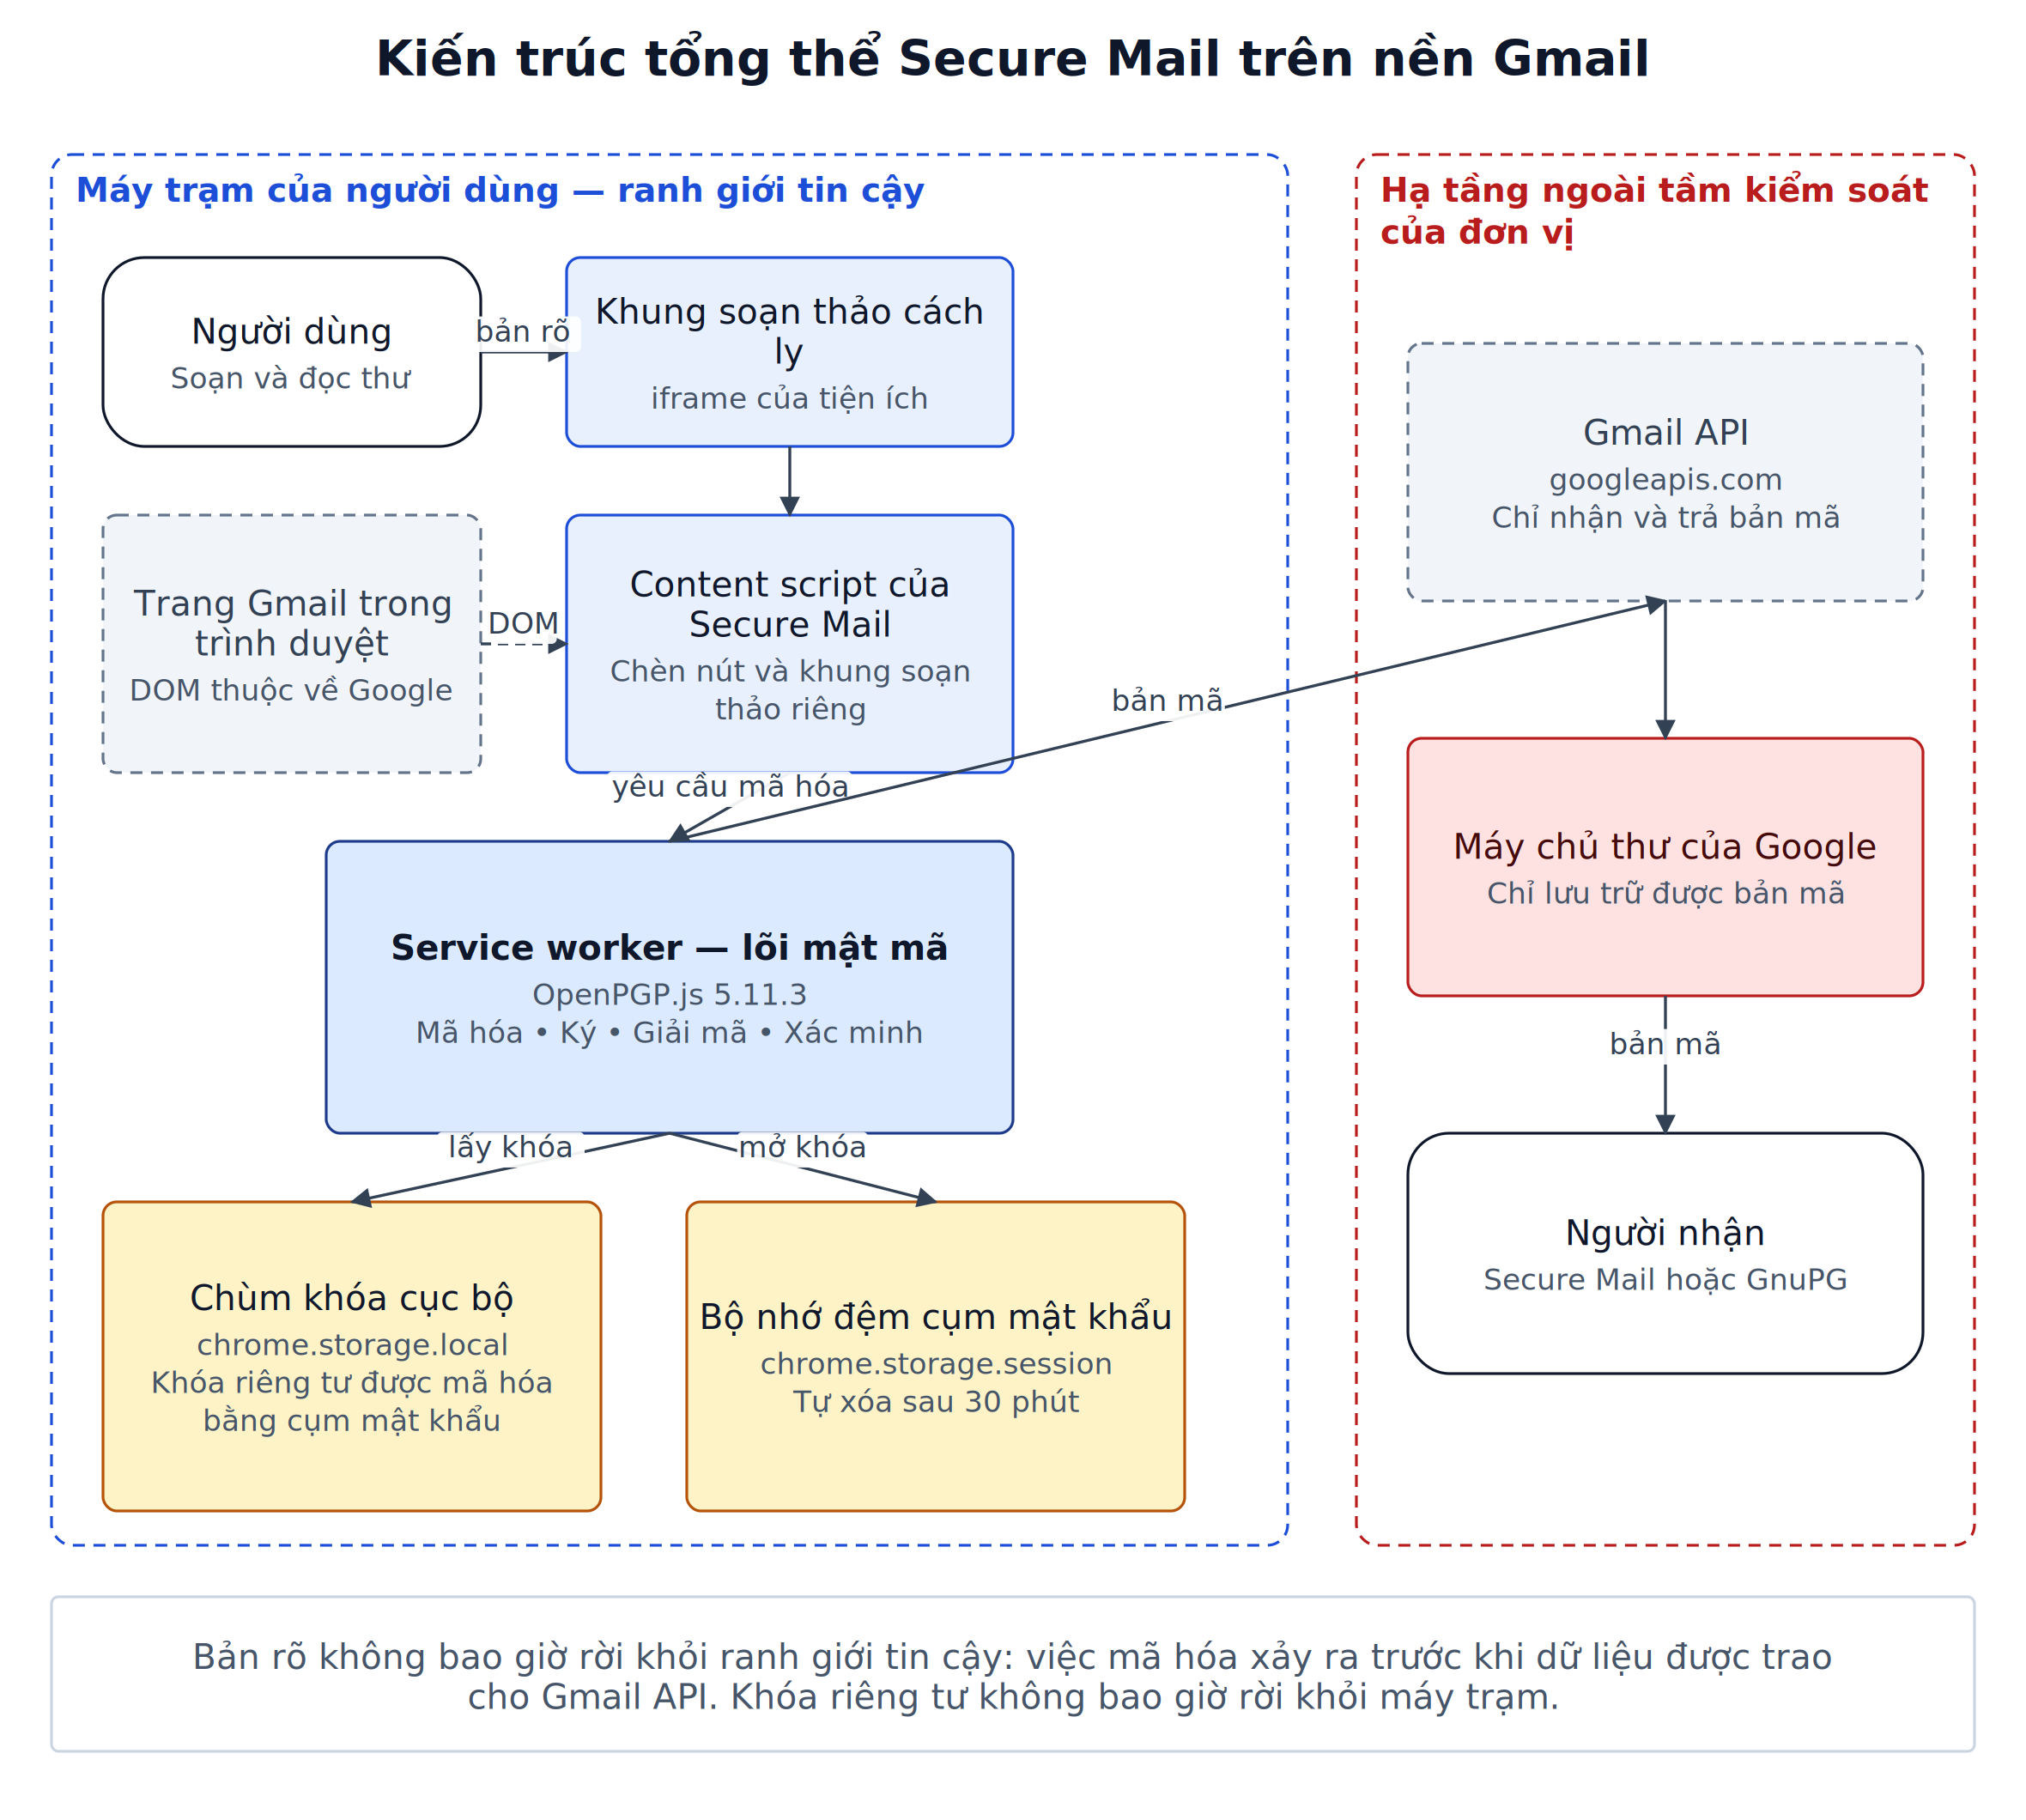 Kiến trúc tổng thể Secure Mail trên nền Gmail
Máy trạm của người dùng — ranh giới tin cậy
Người dùng
Soạn và đọc thư
bản rõ
Khung soạn thảo cách
ly
iframe của tiện ích
Trang Gmail trong
trình duyệt
DOM thuộc về Google
DOM
Content script của
Secure Mail
Chèn nút và khung soạn
thảo riêng
yêu cầu mã hóa
bản mã
Service worker — lõi mật mã
OpenPGP.js 5.11.3
Mã hóa • Ký • Giải mã • Xác minh
lấy khóa
mở khóa
Chùm khóa cục bộ
chrome.storage.local
Khóa riêng tư được mã hóa
bằng cụm mật khẩu
Bộ nhớ đệm cụm mật khẩu
chrome.storage.session
Tự xóa sau 30 phút
Hạ tầng ngoài tầm kiểm soát
của đơn vị
Gmail API
googleapis.com
Chỉ nhận và trả bản mã
Máy chủ thư của Google
Chỉ lưu trữ được bản mã
bản mã
Người nhận
Secure Mail hoặc GnuPG
Bản rõ không bao giờ rời khỏi ranh giới tin cậy: việc mã hóa xảy ra trước khi dữ liệu được trao
cho Gmail API. Khóa riêng tư không bao giờ rời khỏi máy trạm.